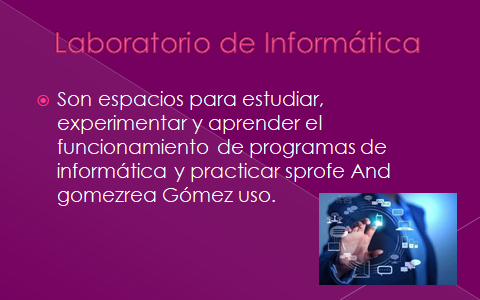 Laboratorio de Informática
Son espacios para estudiar,
experimentar y aprender el
funcionamiento de programas de
informática y practicar sprofe And
gomezrea Gómez uso.